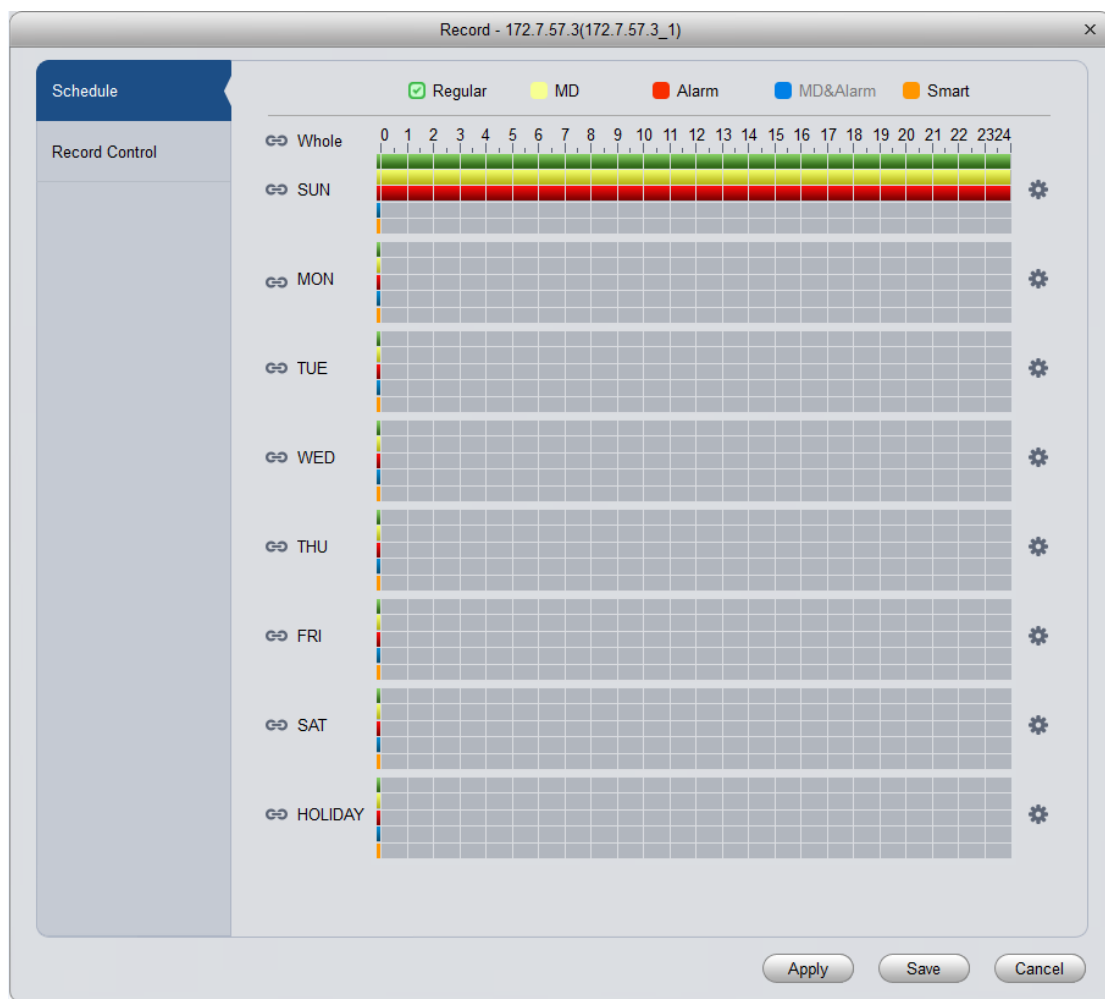 Record - 172.7.57.3(172.7.57.3_1)
Schedule
Record Control
Regular MD Alarm MD&Alarm Smart
Whole 0 1 2 3 4 5 6 7 8 9 10 11 12 13 14 15 16 17 18 19 20 21 22 2324
SUN
MON
TUE
WED
THU
FRI
SAT
HOLIDAY
Apply Save Cancel